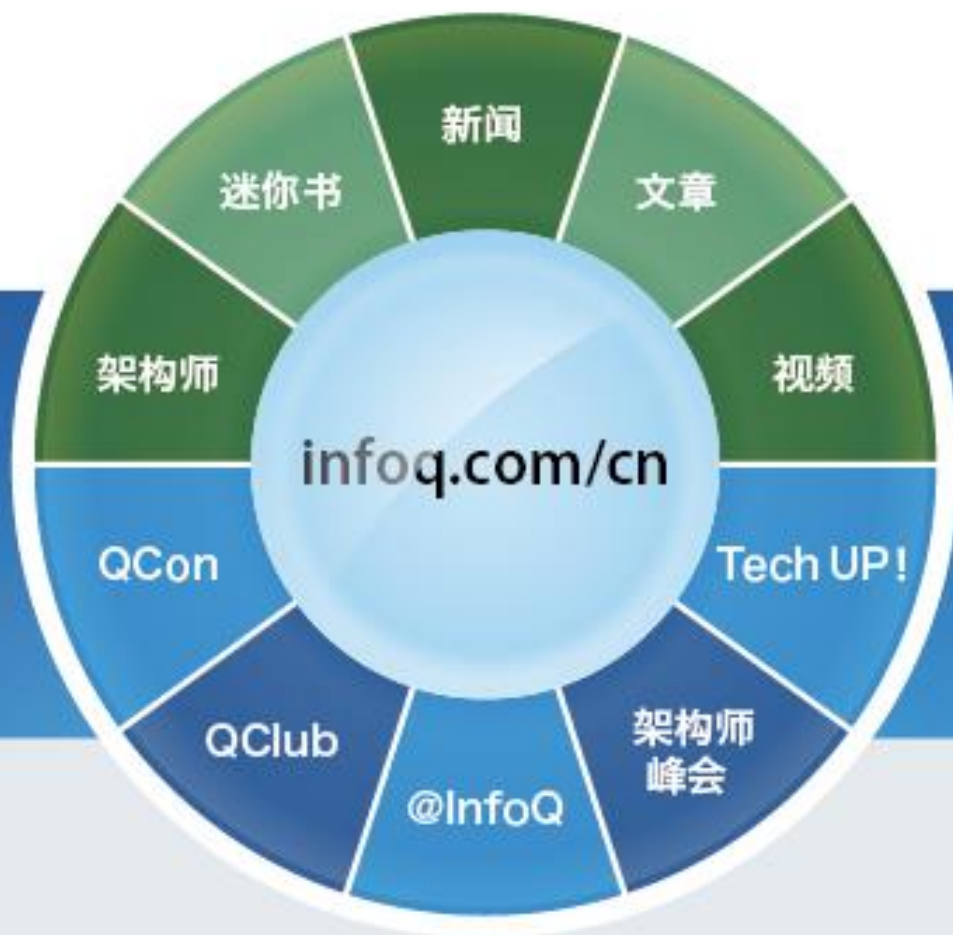 新闻
迷你书
文章
架构师
视频
infoq.com/cn
QCon
Tech UP!
QClub
架构师
峰会
@InfoQ